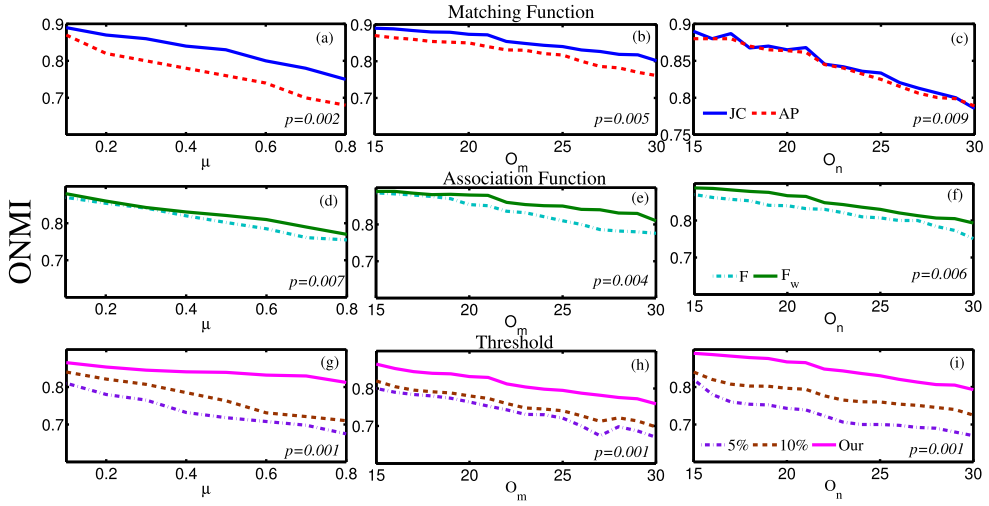 Matching Function
0.9
0.8
0.7
(a)
p=0.002
0.2 0.4 0.6 0.8
μ
0.9
0.8
0.7
(b)
p=0.005
15 20 25 30
O_m
0.9
0.85
0.8
0.75
(c)
JC AP
p=0.009
15 20 25 30
O_n
ONMI
Association Function
0.8
0.7
(d)
p=0.007
0.2 0.4 0.6 0.8
μ
0.8
0.7
(e)
p=0.004
15 20 25 30
O_m
0.8
0.7
(f)
F F_w
p=0.006
15 20 25 30
O_n
Threshold
0.8
0.7
(g)
p=0.001
0.2 0.4 0.6 0.8
μ
0.8
0.7
(h)
p=0.001
15 20 25 30
O_m
0.8
0.7
(i)
5% 10% Our
p=0.001
15 20 25 30
O_n